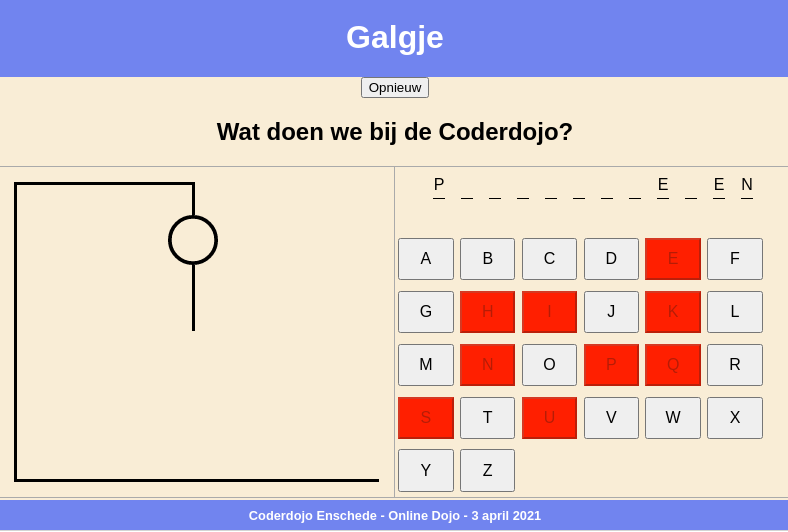 Galgje
Opnieuw
Wat doen we bij de Coderdojo?
P _ _ _ _ _ _ _ E _ E N
A B C D E F
G H I J K L
M N O P Q R
S T U V W X
Y Z
Coderdojo Enschede - Online Dojo - 3 april 2021